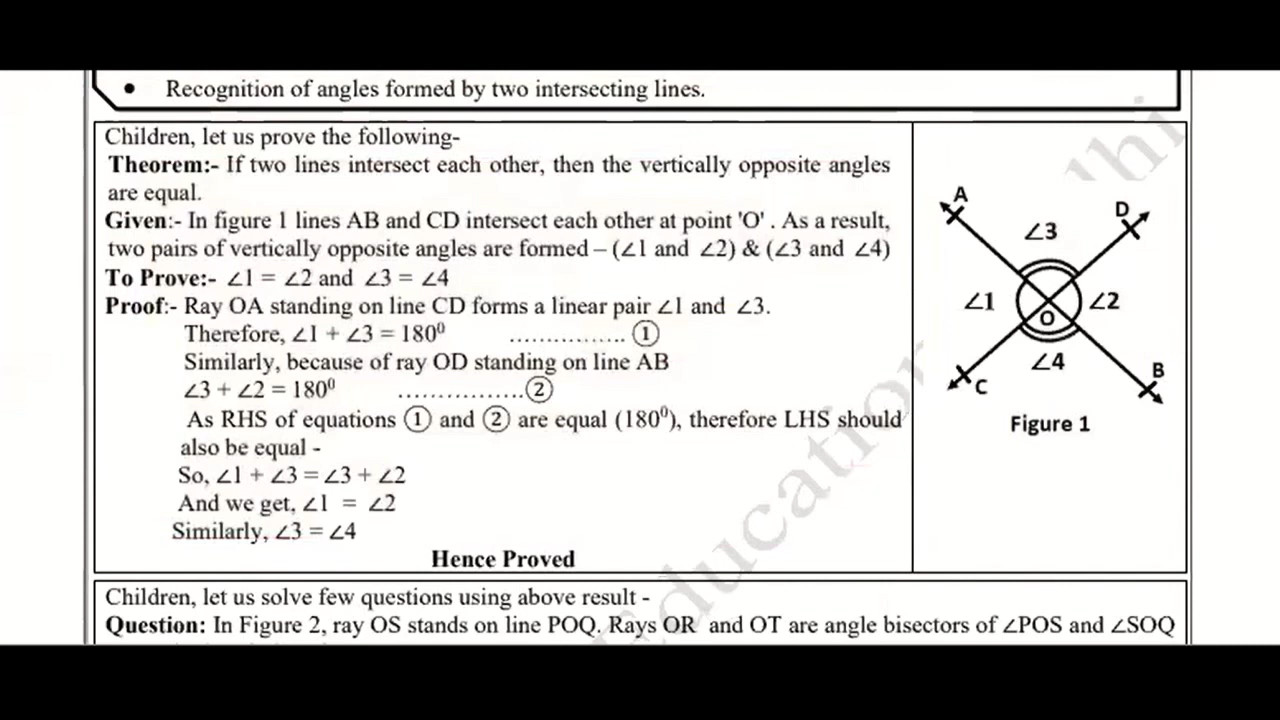 • Recognition of angles formed by two intersecting lines.
Children, let us prove the following-
Theorem:- If two lines intersect each other, then the vertically opposite angles
are equal.
Given:- In figure 1 lines AB and CD intersect each other at point 'O' . As a result,
two pairs of vertically opposite angles are formed – (∠1 and ∠2) & (∠3 and ∠4)
To Prove:- ∠1 = ∠2 and ∠3 = ∠4
Proof:- Ray OA standing on line CD forms a linear pair ∠1 and ∠3.
Therefore, ∠1 + ∠3 = 180⁰ ................ ①
Similarly, because of ray OD standing on line AB
∠3 + ∠2 = 180⁰ .................②
As RHS of equations ① and ② are equal (180⁰), therefore LHS should
also be equal -
So, ∠1 + ∠3 = ∠3 + ∠2
And we get, ∠1 = ∠2
Similarly, ∠3 = ∠4
Hence Proved
A
D
∠3
∠1
∠2
O
∠4
C
B
Figure 1
Children, let us solve few questions using above result -
Question: In Figure 2, ray OS stands on line POQ. Rays OR and OT are angle bisectors of ∠POS and ∠SOQ
Education